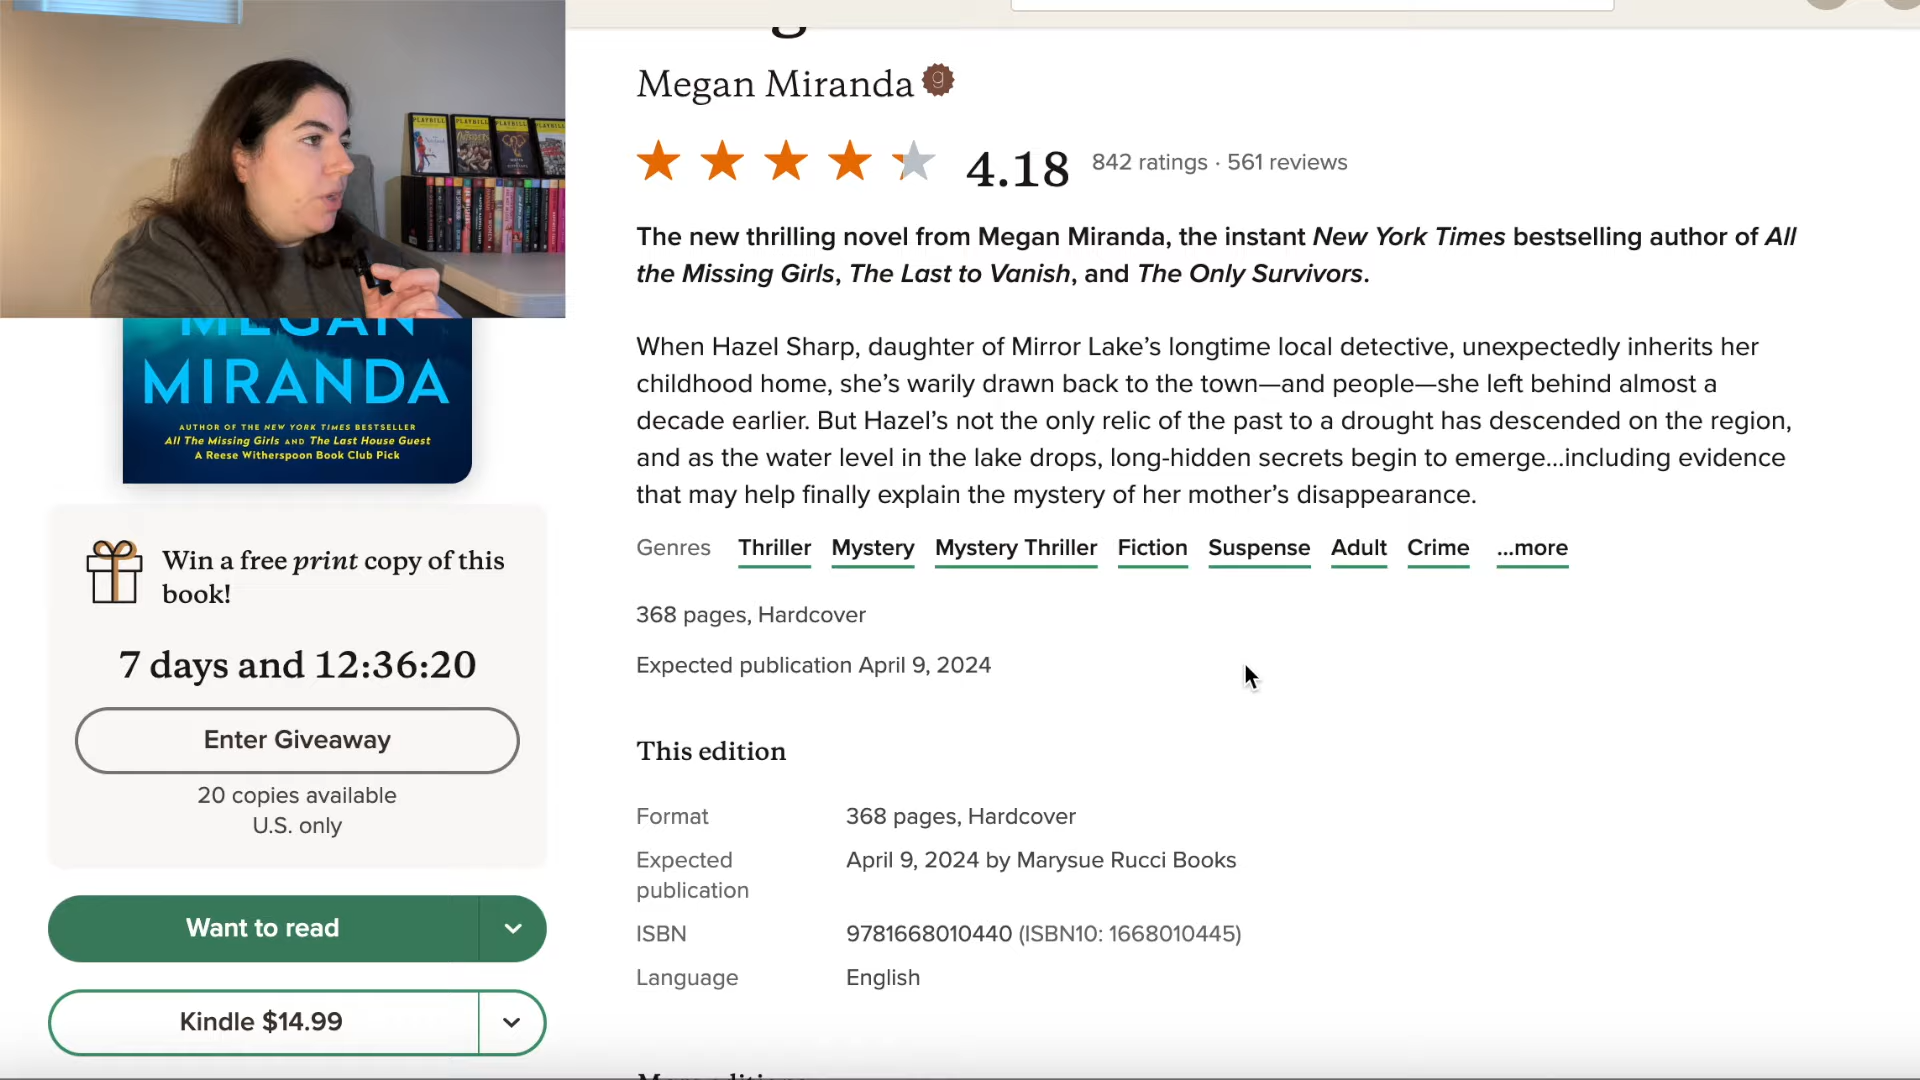 PLAYBILL
PLAYBILL
PLAYBILL
PLAYBILL
MEGAN
MIRANDA
AUTHOR OF THE NEW YORK TIMES BESTSELLER
All The Missing Girls AND The Last House Guest
A Reese Witherspoon Book Club Pick
Win a free print copy of this
book!
7 days and 12:36:20
Enter Giveaway
20 copies available
U.S. only
Want to read
Kindle $14.99
Megan Miranda g
4.18 842 ratings · 561 reviews
The new thrilling novel from Megan Miranda, the instant New York Times bestselling author of All
the Missing Girls, The Last to Vanish, and The Only Survivors.
When Hazel Sharp, daughter of Mirror Lake’s longtime local detective, unexpectedly inherits her
childhood home, she’s warily drawn back to the town—and people—she left behind almost a
decade earlier. But Hazel’s not the only relic of the past to a drought has descended on the region,
and as the water level in the lake drops, long-hidden secrets begin to emerge...including evidence
that may help finally explain the mystery of her mother’s disappearance.
Genres Thriller Mystery Mystery Thriller Fiction Suspense Adult Crime ...more
368 pages, Hardcover
Expected publication April 9, 2024
This edition
Format 368 pages, Hardcover
Expected
publication April 9, 2024 by Marysue Rucci Books
ISBN 9781668010440 (ISBN10: 1668010445)
Language English